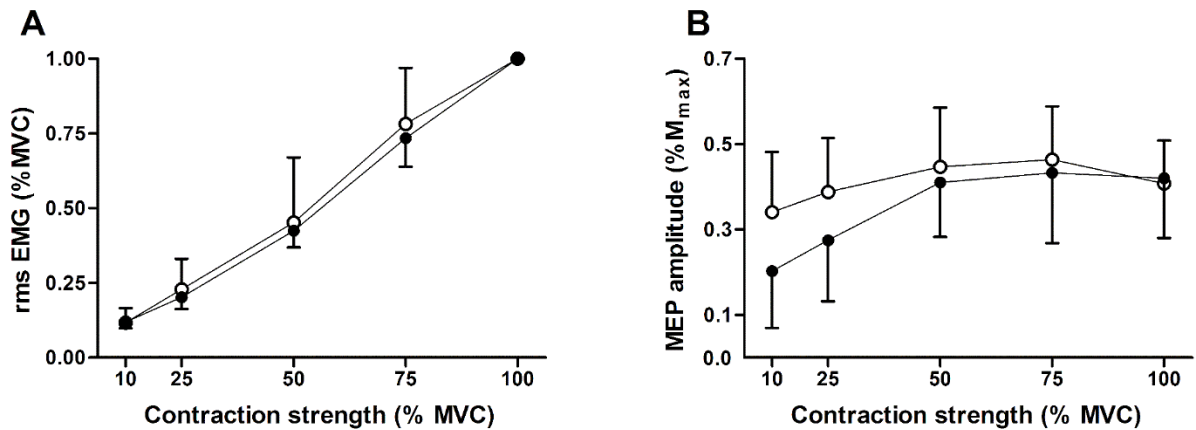 A
rms EMG (%MVC)
1.00
0.75
0.50
0.25
0.00
10 25 50 75 100
Contraction strength (% MVC)
B
MEP amplitude (%Mmax)
0.7
0.5
0.3
0.1
0.0
10 25 50 75 100
Contraction strength (% MVC)